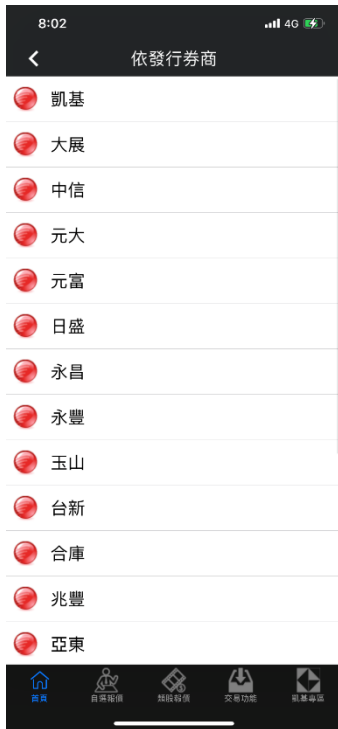 8:02
4G
依發行券商
凱基
大展
中信
元大
元富
日盛
永昌
永豐
玉山
台新
合庫
兆豐
亞東
首頁
自選報價
類股報價
交易功能
凱基專區